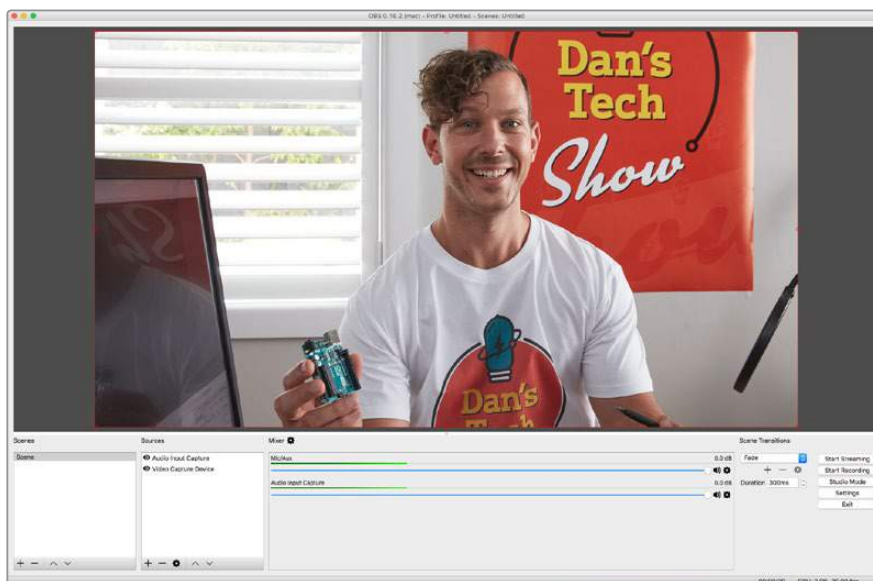 OBS 0.16.2 (mac) - Profile: Untitled - Scenes: Untitled
Dan's
Tech
Show
Dan's
Scenes
Sources
Mixer
Scene Transitions
Scene
Audio Input Capture
Video Capture Device
Mic/Aux
0.0 dB
Audio Input Capture
0.0 dB
Fade
Duration 300ms
Start Streaming
Start Recording
Studio Mode
Settings
Exit